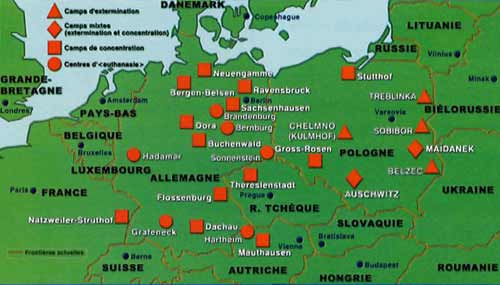 DANEMARK
Copenhague
LITUANIE
Camps d'extermination
Camps mixtes
(extermination et concentration)
Camps de concentration
Centres d'«euthanasie»
RUSSIE
Vilnius
Neuengamme
Stutthof
Minsk
GRANDE-
BRETAGNE
Bergen-Belsen
Ravensbruck
TREBLINKA
Londres
Amsterdam
Berlin
Sachsenhausen
BIÉLORUSSIE
PAYS-BAS
Brandenburg
Varsovie
Dora
Bernburg
CHELMNO
(KULMHOF)
SOBIBOR
BELGIQUE
Buchenwald
Gross-Rosen
MAIDANEK
Bruxelles
Hadamar
Sonnenstein
POLOGNE
LUXEMBOURG
ALLEMAGNE
Theresienstadt
BELZEC
Paris
FRANCE
Flossenburg
Prague
AUSCHWITZ
UKRAINE
R. TCHÈQUE
Natzweiler-Struthof
Grafeneck
Dachau
SLOVAQUIE
Hartheim
Vienne
Bratislava
Frontières actuelles
Mauthausen
Berne
Budapest
SUISSE
AUTRICHE
HONGRIE
ROUMANIE